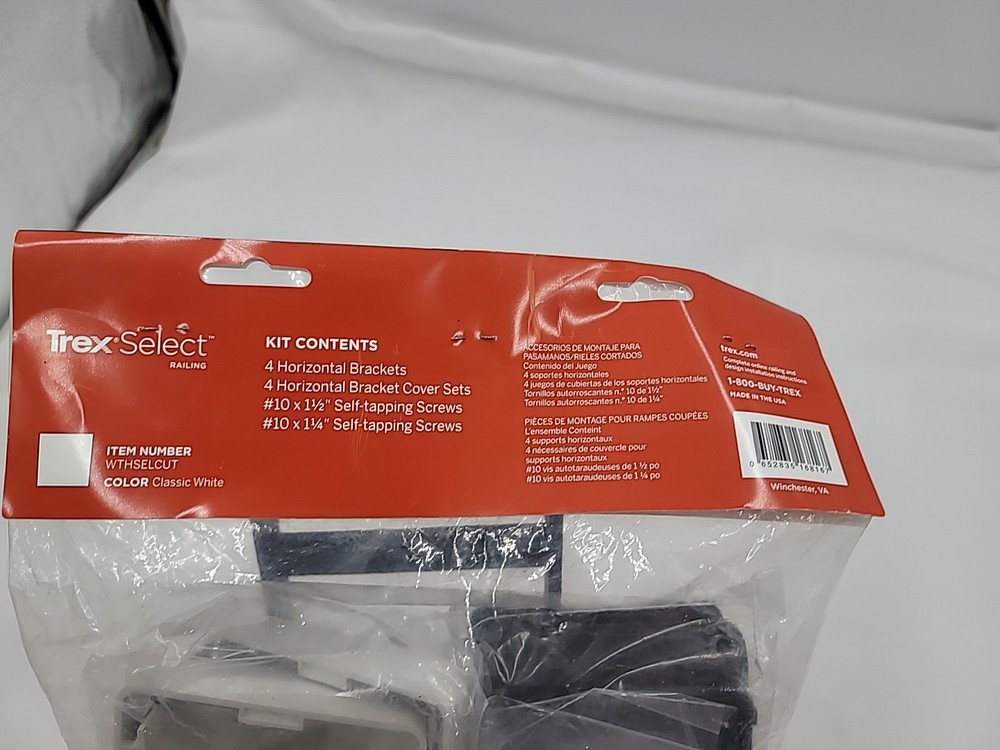 Trex® Select™
RAILING
ITEM NUMBER
WTHSELCUT
COLOR Classic White
KIT CONTENTS
4 Horizontal Brackets
4 Horizontal Bracket Cover Sets
#10 x 1½" Self-tapping Screws
#10 x 1¼" Self-tapping Screws
ACCESORIOS DE MONTAJE PARA
PASAMANOS/RIELES CORTADOS
Contenido del Juego
4 soportes horizontales
4 juegos de cubiertas de los soportes horizontales
Tornillos autorroscantes n.° 10 de 1½"
Tornillos autorroscantes n.° 10 de 1¼"
PIÈCES DE MONTAGE POUR RAMPES COUPÉES
L'ensemble Conteint
4 supports horizontaux
4 nécessaires de couvercle pour
supports horizontaux
#10 vis autotaraudeuses de 1 ½ po
#10 vis autotaraudeuses de 1 ¼ po
trex.com
Complete online railing and
design installation instructions
1-800-BUY-TREX
MADE IN THE USA
0 652835 168167
Winchester, VA